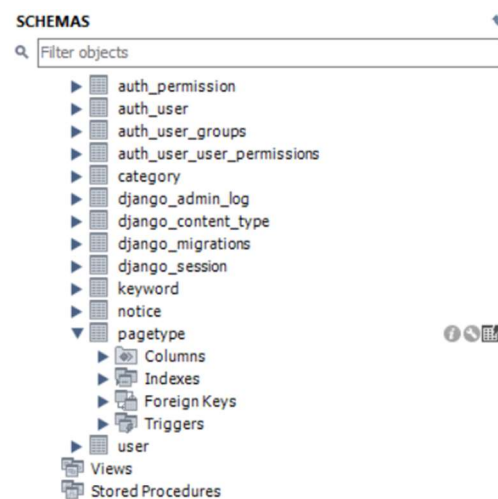 SCHEMAS
Filter objects
auth_permission
auth_user
auth_user_groups
auth_user_user_permissions
category
django_admin_log
django_content_type
django_migrations
django_session
keyword
notice
pagetype
Columns
Indexes
Foreign Keys
Triggers
user
Views
Stored Procedures